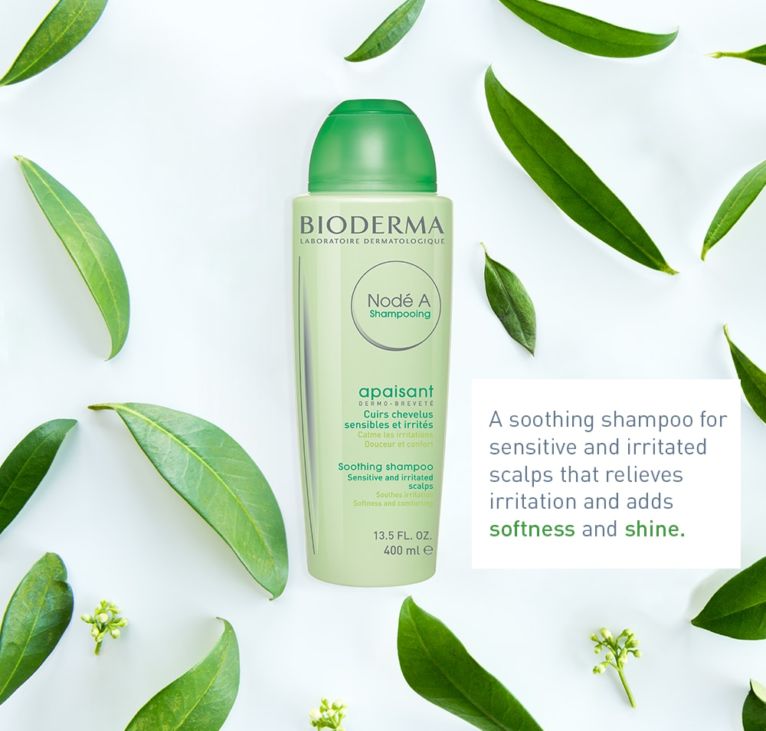 BIODERMA
LABORATOIRE DERMATOLOGIQUE
Nodé A
Shampooing
apaisant
DERMO-BREVETÉ
Cuirs chevelus
sensibles et irrités
Calme les irritations
Douceur et confort
Soothing shampoo
Sensitive and irritated
scalps
Soothes irritation
Softness and comforting
13.5 FL. OZ.
400 ml ℮
A soothing shampoo for
sensitive and irritated
scalps that relieves
irritation and adds
softness and shine.